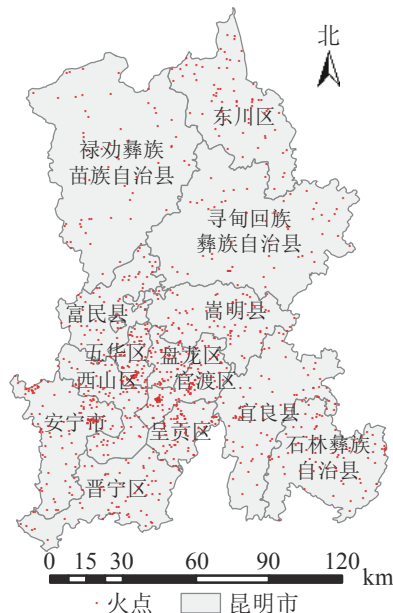 北
东川区
禄劝彝族
苗族自治县
寻甸回族
彝族自治县
富民县
嵩明县
五华区
盘龙区
西山区
官渡区
安宁市
呈贡区
宜良县
石林彝族
自治县
晋宁区
0 15 30 60 90 120
km
火点 昆明市